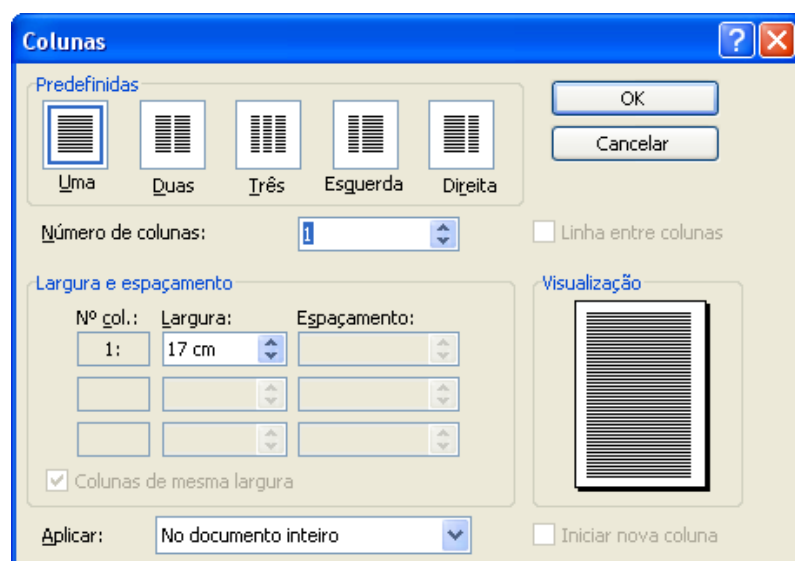 Colunas
Predefinidas
Uma Duas Três Esquerda Direita
OK
Cancelar
Número de colunas: 1
Linha entre colunas
Largura e espaçamento
Nº col.: Largura: Espaçamento:
1: 17 cm
Colunas de mesma largura
Visualização
Aplicar: No documento inteiro
Iniciar nova coluna